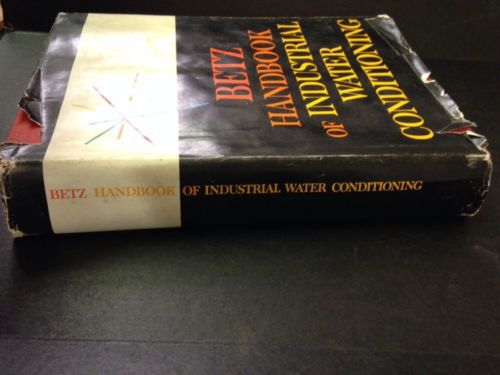 BETZ
HANDBOOK
OF INDUSTRIAL
WATER
CONDITIONING
BETZ HANDBOOK OF INDUSTRIAL WATER CONDITIONING